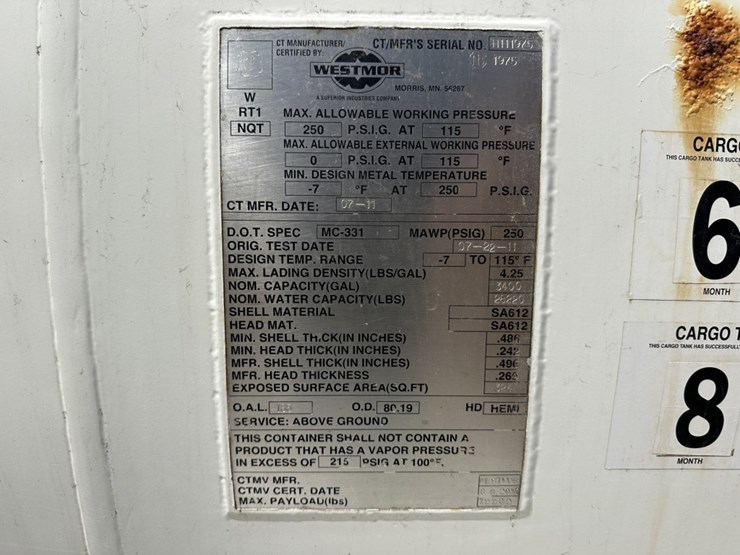 CT MANUFACTURER/
CERTIFIED BY:
CT/MFR'S SERIAL NO.
1975
WESTMOR
MORRIS, MN. 56267
A SUPERIOR INDUSTRIES COMPANY
W
RT1
NQT
MAX. ALLOWABLE WORKING PRESSURE
250 P.S.I.G. AT 115 °F
MAX. ALLOWABLE EXTERNAL WORKING PRESSURE
0 P.S.I.G. AT 115 °F
MIN. DESIGN METAL TEMPERATURE
-7 °F AT 250 P.S.I.G.
CT MFR. DATE: 07-11
D.O.T. SPEC MC-331 MAWP(PSIG) 250
ORIG. TEST DATE 07-22-11
DESIGN TEMP. RANGE -7 TO 115° F
MAX. LADING DENSITY(LBS/GAL) 4.25
NOM. CAPACITY(GAL) 3400
NOM. WATER CAPACITY(LBS)
SHELL MATERIAL SA612
HEAD MAT. SA612
MIN. SHELL THICK(IN INCHES)
MIN. HEAD THICK(IN INCHES)
MFR. SHELL THICK(IN INCHES)
MFR. HEAD THICKNESS
EXPOSED SURFACE AREA(SQ.FT)
O.A.L. O.D. 80.19 HD HEMI
SERVICE: ABOVE GROUND
THIS CONTAINER SHALL NOT CONTAIN A
PRODUCT THAT HAS A VAPOR PRESSURE
IN EXCESS OF 215 PSIG AT 100°F.
CTMV MFR.
CTMV CERT. DATE
MAX. PAYLOAD(lbs)
CARG
THIS CARGO TANK HAS SUCCE
6
MONTH
CARGO T
THIS CARGO TANK HAS SUCCESSFULL
8
MONTH